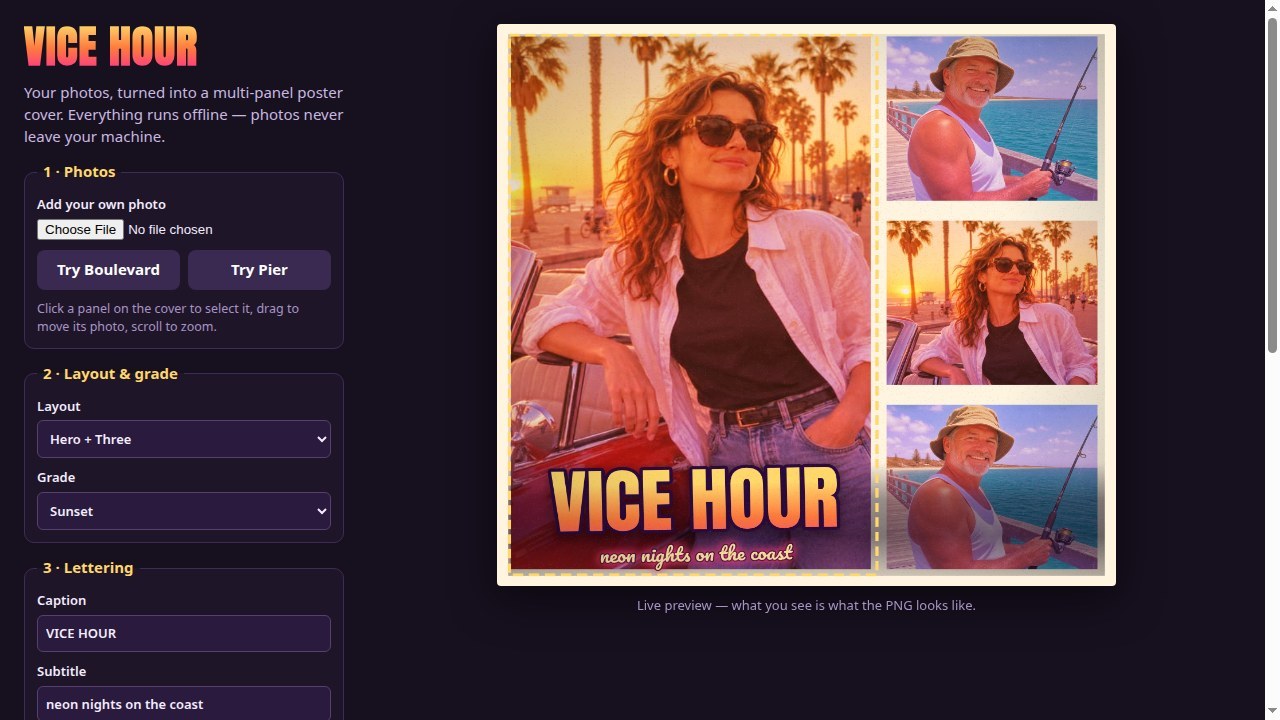 VICE HOUR
Your photos, turned into a multi-panel poster
cover. Everything runs offline — photos never
leave your machine.
1 · Photos
Add your own photo
Choose File No file chosen
Try Boulevard
Try Pier
Click a panel on the cover to select it, drag to
move its photo, scroll to zoom.
2 · Layout & grade
Layout
Hero + Three
Grade
Sunset
3 · Lettering
Caption
VICE HOUR
Subtitle
neon nights on the coast
VICE HOUR
neon nights on the coast
Live preview — what you see is what the PNG looks like.